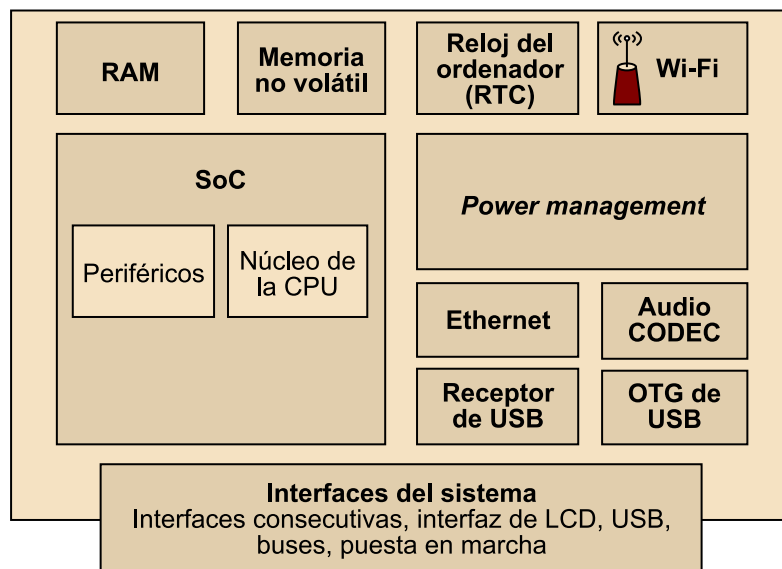 RAM
Memoria
no volátil
Reloj del
ordenador
(RTC)
Wi-Fi
SoC
Periféricos
Núcleo de
la CPU
Power management
Ethernet
Audio
CODEC
Receptor
de USB
OTG de
USB
Interfaces del sistema
Interfaces consecutivas, interfaz de LCD, USB,
buses, puesta en marcha